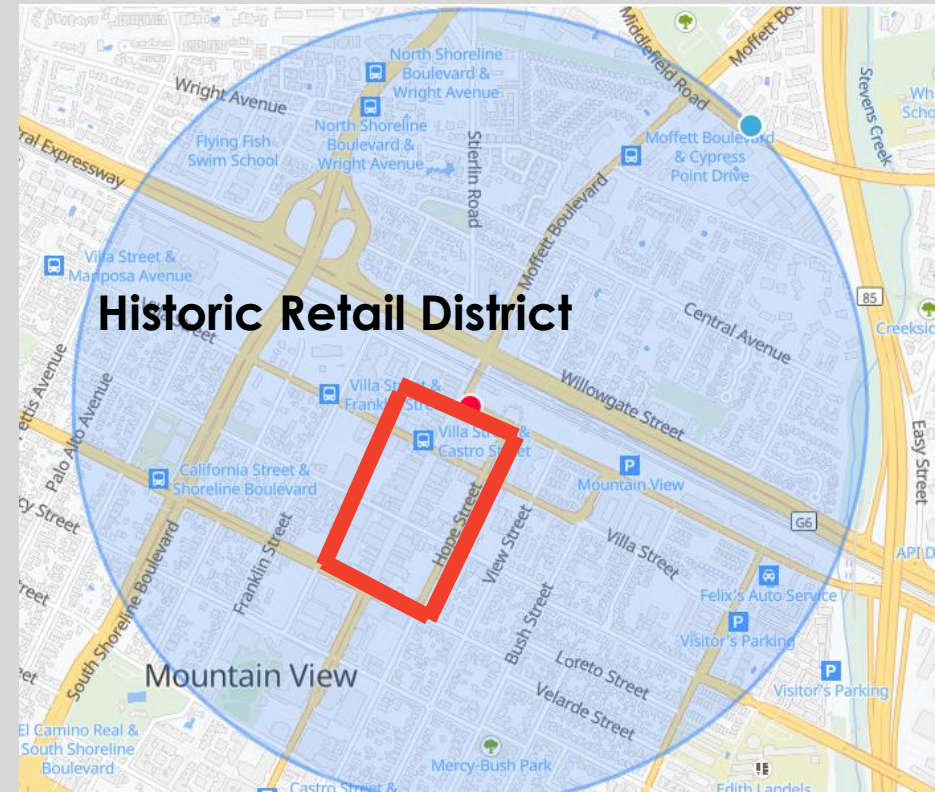 North Shoreline
Boulevard &
Wright Avenue
Wright Avenue
North Shoreline
Boulevard &
Wright Avenue
Flying Fish
Swim School
Stierlin Road
Middlefield Road
Moffett
Moffett Boulevard
& Cypress
Point Drive
Stevens Creek
Expressway
Moffett Boulevard
Villa Street &
Mariposa Avenue
85
Historic Retail District
Street
Central Avenue
Willowgate Street
Villa
Palo Alto Avenue
Villa
Castro Street
Easy Street
California Street &
Shoreline Boulevard
P
Mountain View
G6
Street
Franklin Street
Hope Street
View Street
Villa Street
Felix's Auto Service
P
Visitor's Parking
South Shoreline Boulevard
Bush Street
Loreto Street
Velarde Street
P
Visitor's Parking
Mountain View
El Camino Real &
South Shoreline
Boulevard
Mercy-Bush Park
Castro Street &
Edith Landels